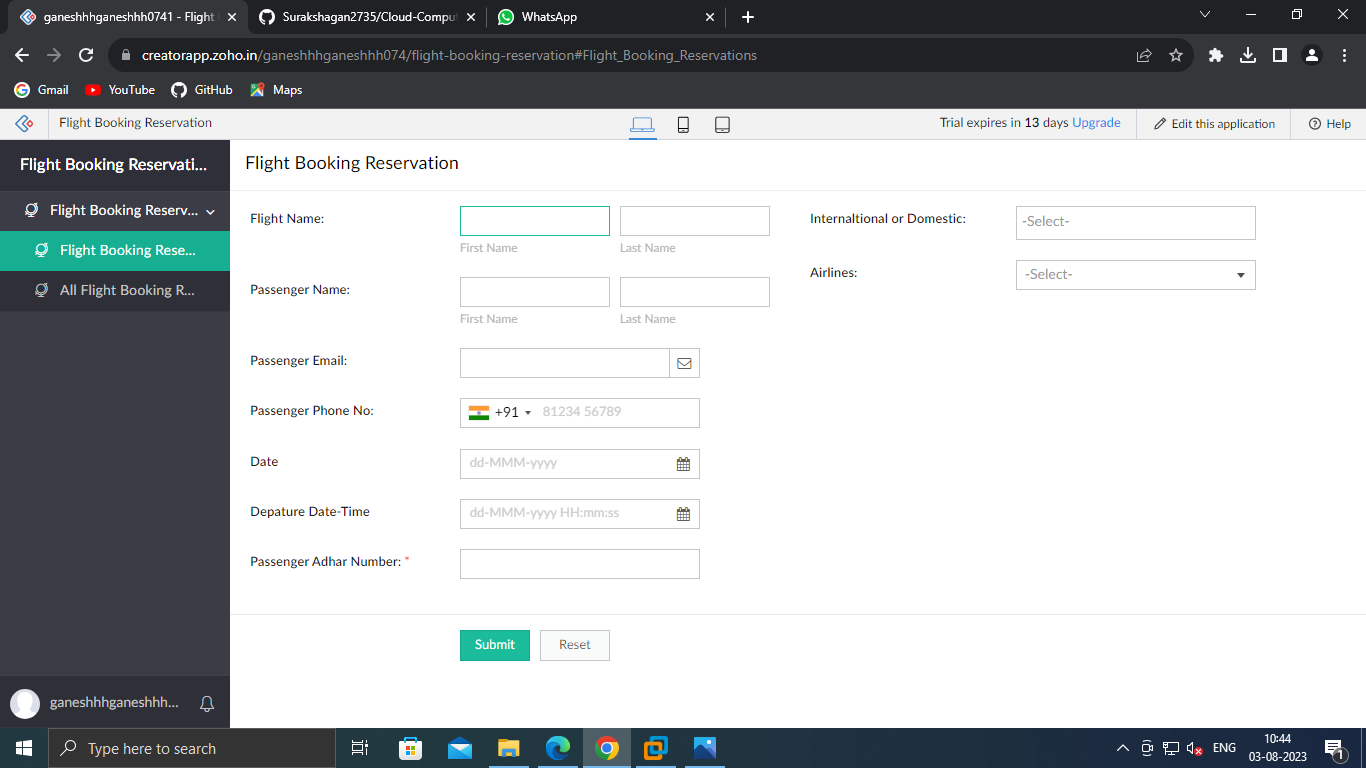 ganeshhhganeshhh0741 - Flight
Surakshagan2735/Cloud-Comput
WhatsApp
creatorapp.zoho.in/ganeshhhganeshhh074/flight-booking-reservation#Flight_Booking_Reservations
Gmail YouTube GitHub Maps
Flight Booking Reservation
Trial expires in 13 days Upgrade
Edit this application
Help
Flight Booking Reservati...
Flight Booking Reserv...
Flight Booking Rese...
All Flight Booking R...
Flight Booking Reservation
Flight Name:
First Name Last Name
Passenger Name:
First Name Last Name
Passenger Email:
Passenger Phone No:
+91 81234 56789
Date
dd-MMM-yyyy
Depature Date-Time
dd-MMM-yyyy HH:mm:ss
Passenger Adhar Number: *
Internaltional or Domestic:
-Select-
Airlines:
-Select-
Submit Reset
ganeshhhganeshhh...
Type here to search
ENG
10:44
03-08-2023
1